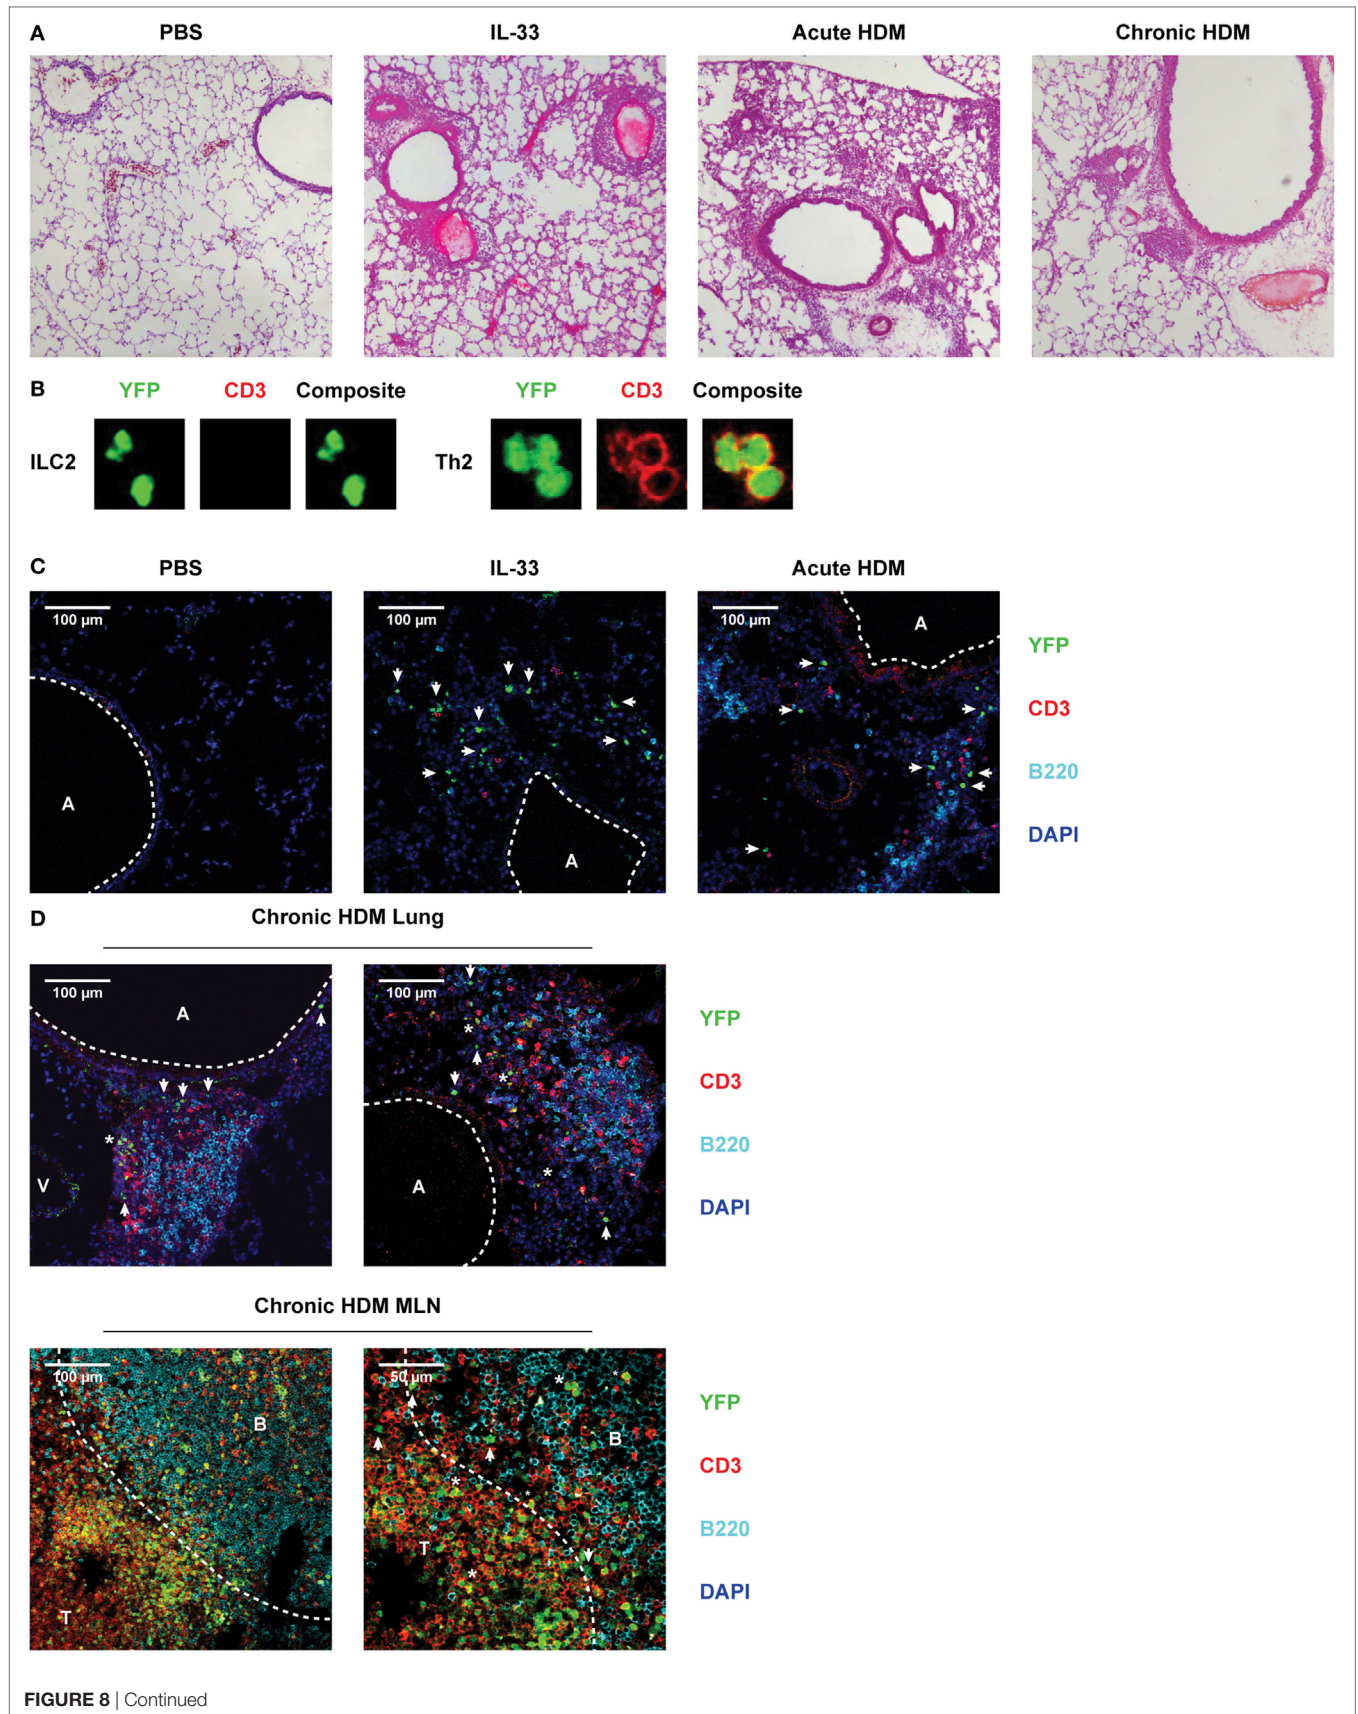 A PBS IL-33 Acute HDM Chronic HDM
B YFP CD3 Composite YFP CD3 Composite
ILC2 Th2
C PBS IL-33 Acute HDM
100 µm 100 µm 100 µm
A
YFP
CD3
B220
A
DAPI
A
D Chronic HDM Lung
100 µm 100 µm
A
YFP
CD3
*
*
*
B220
*
V A
DAPI
Chronic HDM MLN
100 µm 50 µm
* *
YFP
B B
CD3
* *
B220
T
*
DAPI
T
FIGURE 8 | Continued